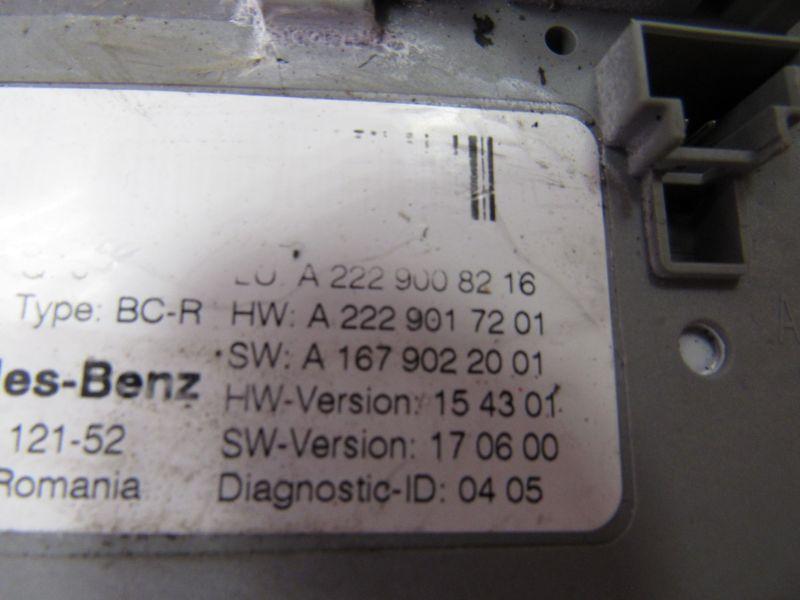 A 222 900 82 16
Type: BC-R HW: A 222 901 72 01
SW: A 167 902 20 01
des-Benz HW-Version: 15 43 01
121-52 SW-Version: 17 06 00
Romania Diagnostic-ID: 04 05